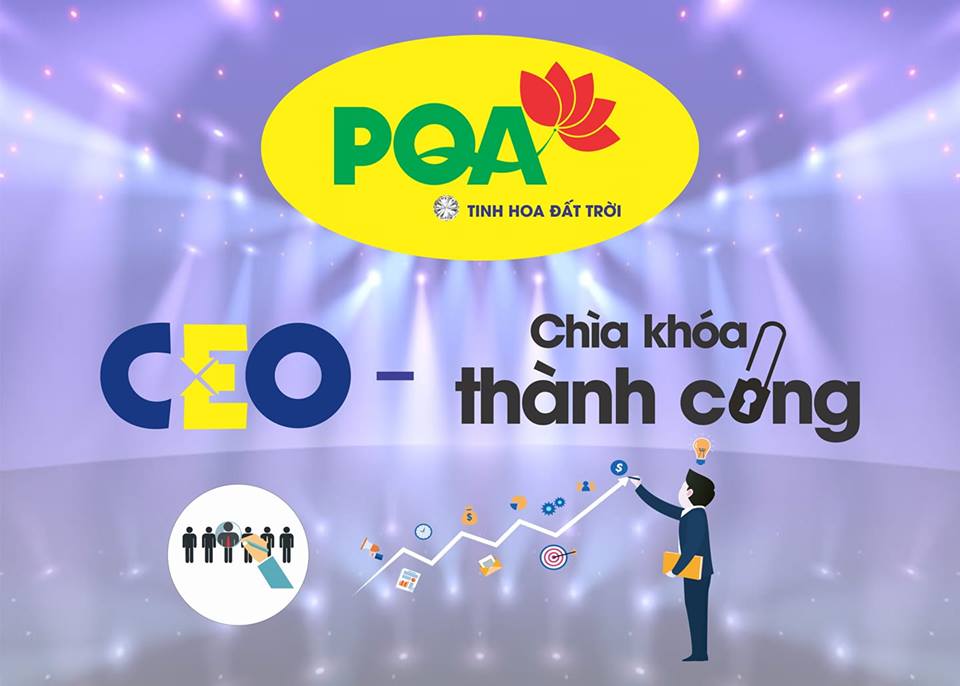 PQA
TINH HOA ĐẤT TRỜI
CEO –
Chìa khóa
thành công
$
$